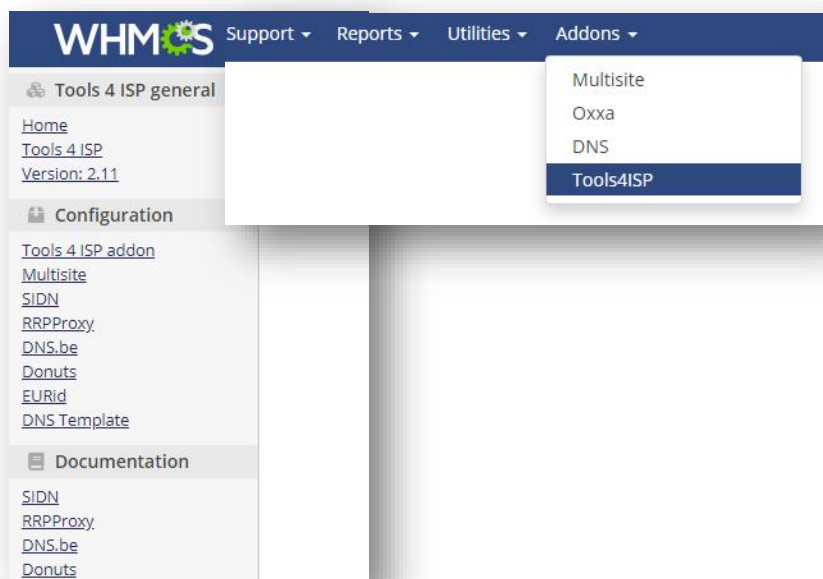 WHMCS Support Reports Utilities Addons
Multisite
Oxxa
DNS
Tools4ISP
Tools 4 ISP general
Home
Tools 4 ISP
Version: 2.11
Configuration
Tools 4 ISP addon
Multisite
SIDN
RRPProxy
DNS.be
Donuts
EURid
DNS Template
Documentation
SIDN
RRPProxy
DNS.be
Donuts